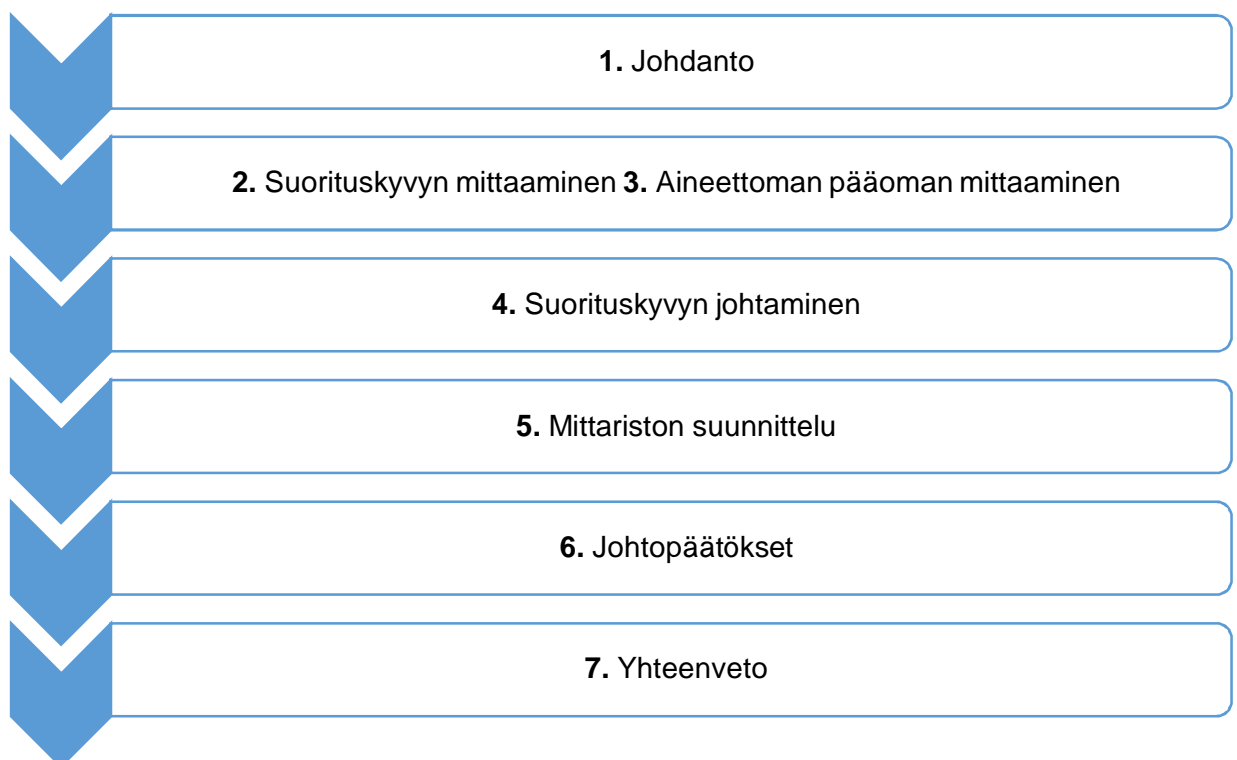 1. Johdanto
2. Suorituskyvyn mittaaminen 3. Aineettoman pääoman mittaaminen
4. Suorituskyvyn johtaminen
5. Mittariston suunnittelu
6. Johtopäätökset
7. Yhteenveto